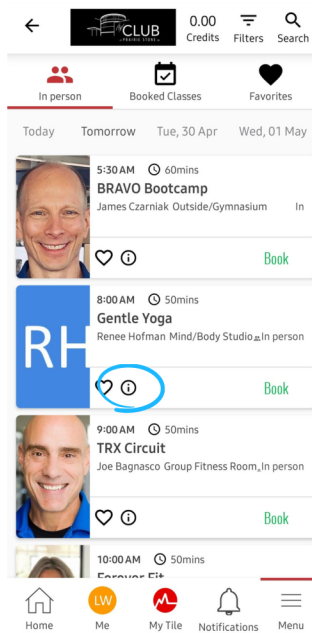 CLUB
PRAIRIE STONE
0.00
Credits
Filters
Search
In person
Booked Classes
Favorites
Today Tomorrow Tue, 30 Apr Wed, 01 May
5:30 AM 60mins
BRAVO Bootcamp
James Czarniak Outside/Gymnasium In
Book
RH
8:00 AM 50mins
Gentle Yoga
Renee Hofman Mind/Body Studio In person
Book
9:00 AM 50mins
TRX Circuit
Joe Bagnasco Group Fitness Room In person
Book
10:00 AM 50mins
Forever Fit
LW
Home
Me
My Tile
Notifications
Menu